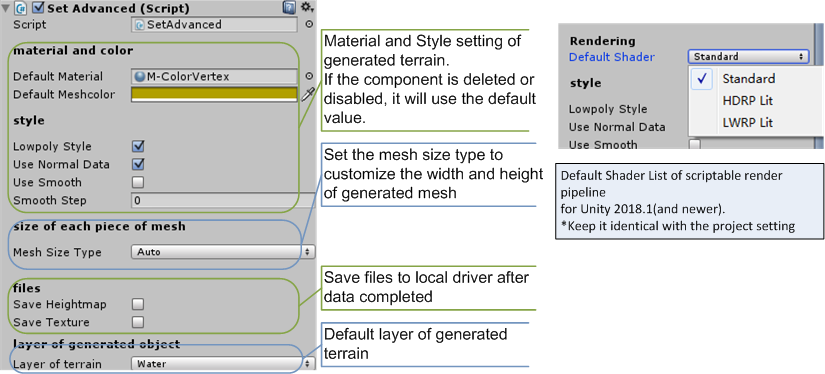 Set Advanced (Script)
Script
SetAdvanced
material and color
Default Material
M-ColorVertex
Default Meshcolor
style
Lowpoly Style
Use Normal Data
Use Smooth
Smooth Step
0
size of each piece of mesh
Mesh Size Type
Auto
files
Save Heightmap
Save Texture
layer of generated object
Layer of terrain
Water
Material and Style setting of
generated terrain.
If the component is deleted or
disabled, it will use the default
value.
Set the mesh size type to
customize the width and height
of generated mesh
Save files to local driver after
data completed
Default layer of generated
terrain
Rendering
Default Shader
Standard
Standard
HDRP Lit
LWRP Lit
style
Lowpoly Style
Use Normal Data
Use Smooth
Default Shader List of scriptable render
pipeline
for Unity 2018.1(and newer).
*Keep it identical with the project setting